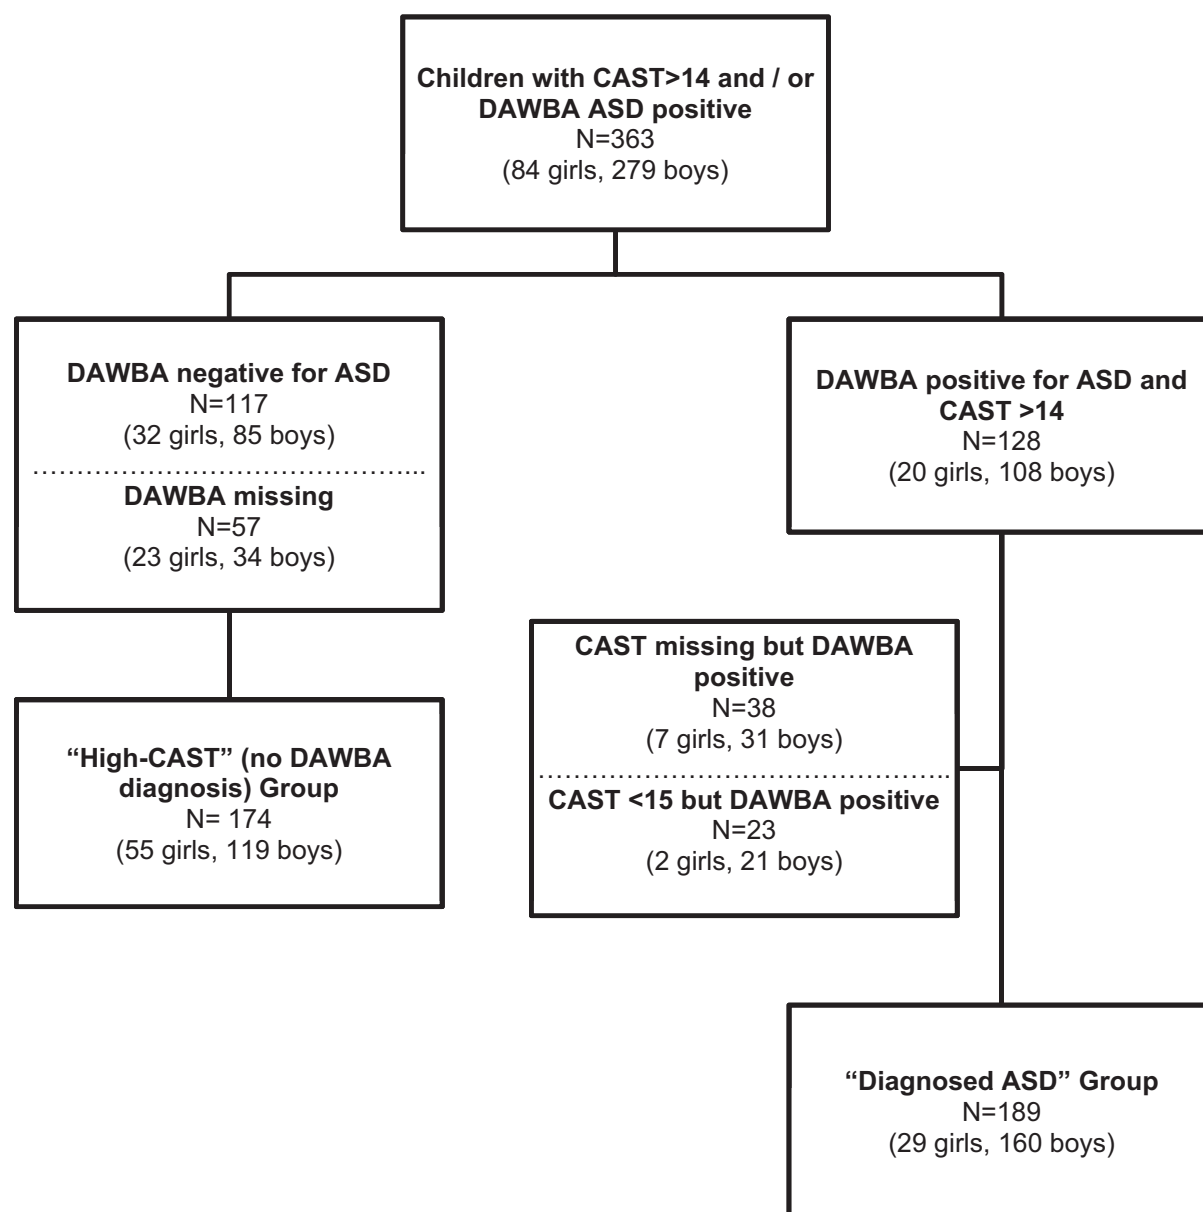 Children with CAST>14 and / or
DAWBA ASD positive
N=363
(84 girls, 279 boys)
DAWBA negative for ASD
N=117
(32 girls, 85 boys)
DAWBA missing
N=57
(23 girls, 34 boys)
DAWBA positive for ASD and
CAST >14
N=128
(20 girls, 108 boys)
CAST missing but DAWBA
positive
N=38
(7 girls, 31 boys)
CAST <15 but DAWBA positive
N=23
(2 girls, 21 boys)
“High-CAST” (no DAWBA
diagnosis) Group
N= 174
(55 girls, 119 boys)
“Diagnosed ASD” Group
N=189
(29 girls, 160 boys)